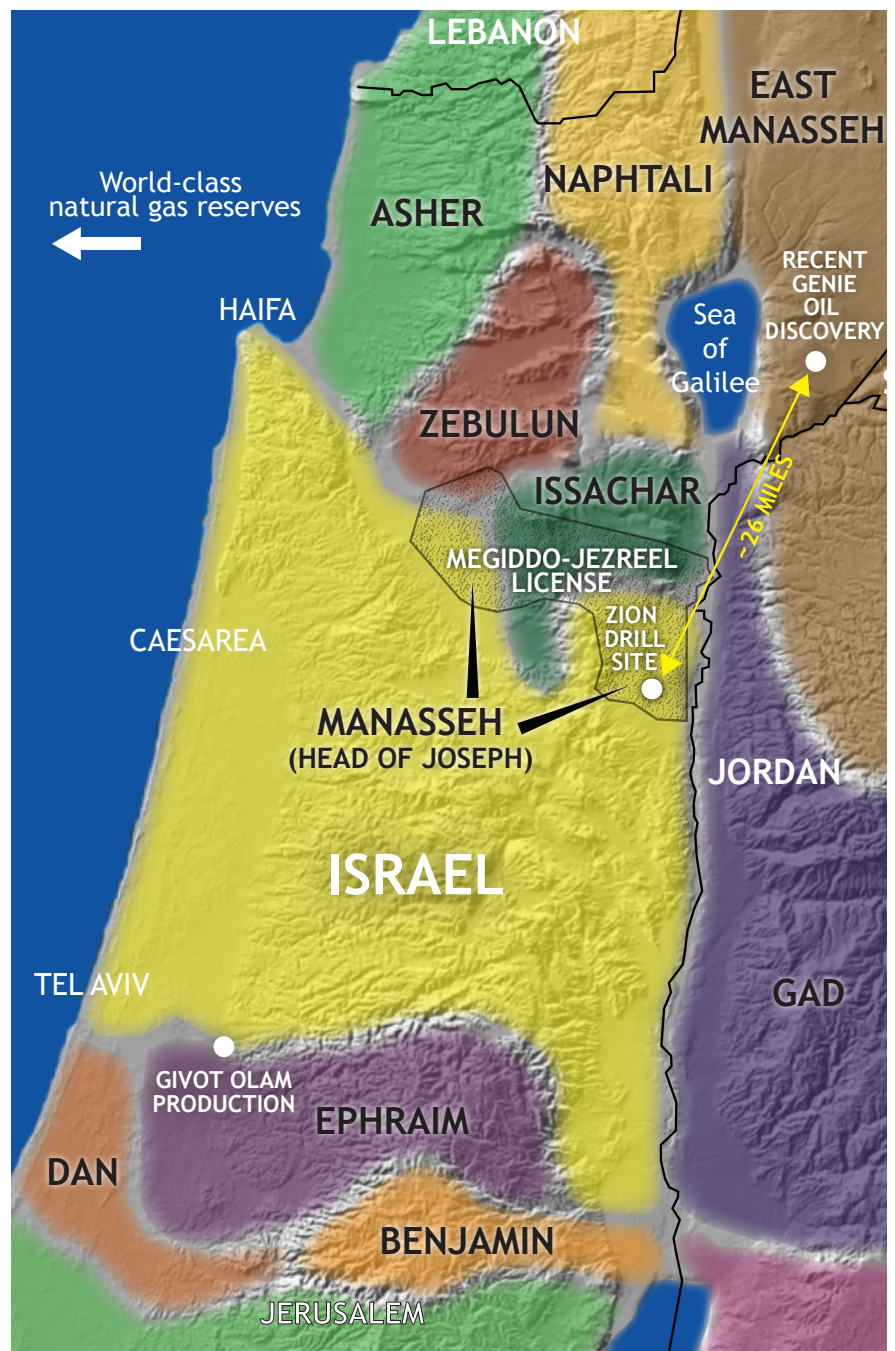 LEBANON
EAST
MANASSEH
NAPHTALI
World-class
natural gas reserves
ASHER
RECENT
GENIE
OIL
DISCOVERY
HAIFA
Sea
of
Galilee
ZEBULUN
ISSACHAR
~26 MILES
MEGIDDO-JEZREEL
LICENSE
ZION
DRILL
SITE
CAESAREA
MANASSEH
(HEAD OF JOSEPH)
JORDAN
ISRAEL
TEL AVIV
GAD
GIVOT OLAM
PRODUCTION
EPHRAIM
DAN
BENJAMIN
JERUSALEM